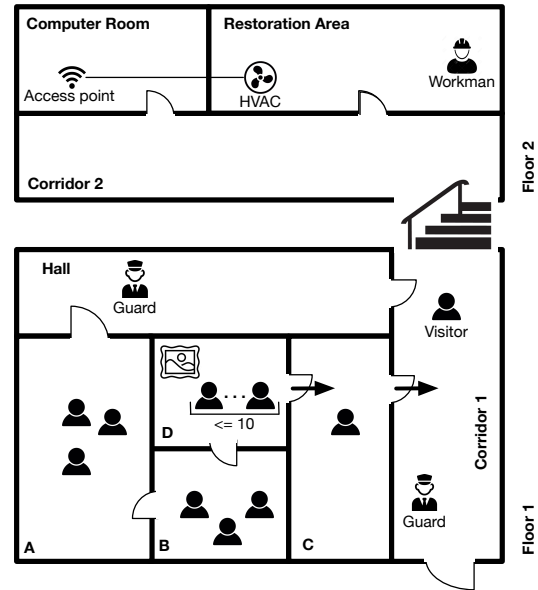 Computer Room
Restoration Area
Access point
HVAC
Workman
Corridor 2
Floor 2
Hall
Guard
Visitor
D
<= 10
Corridor 1
Guard
A
B
C
Floor 1